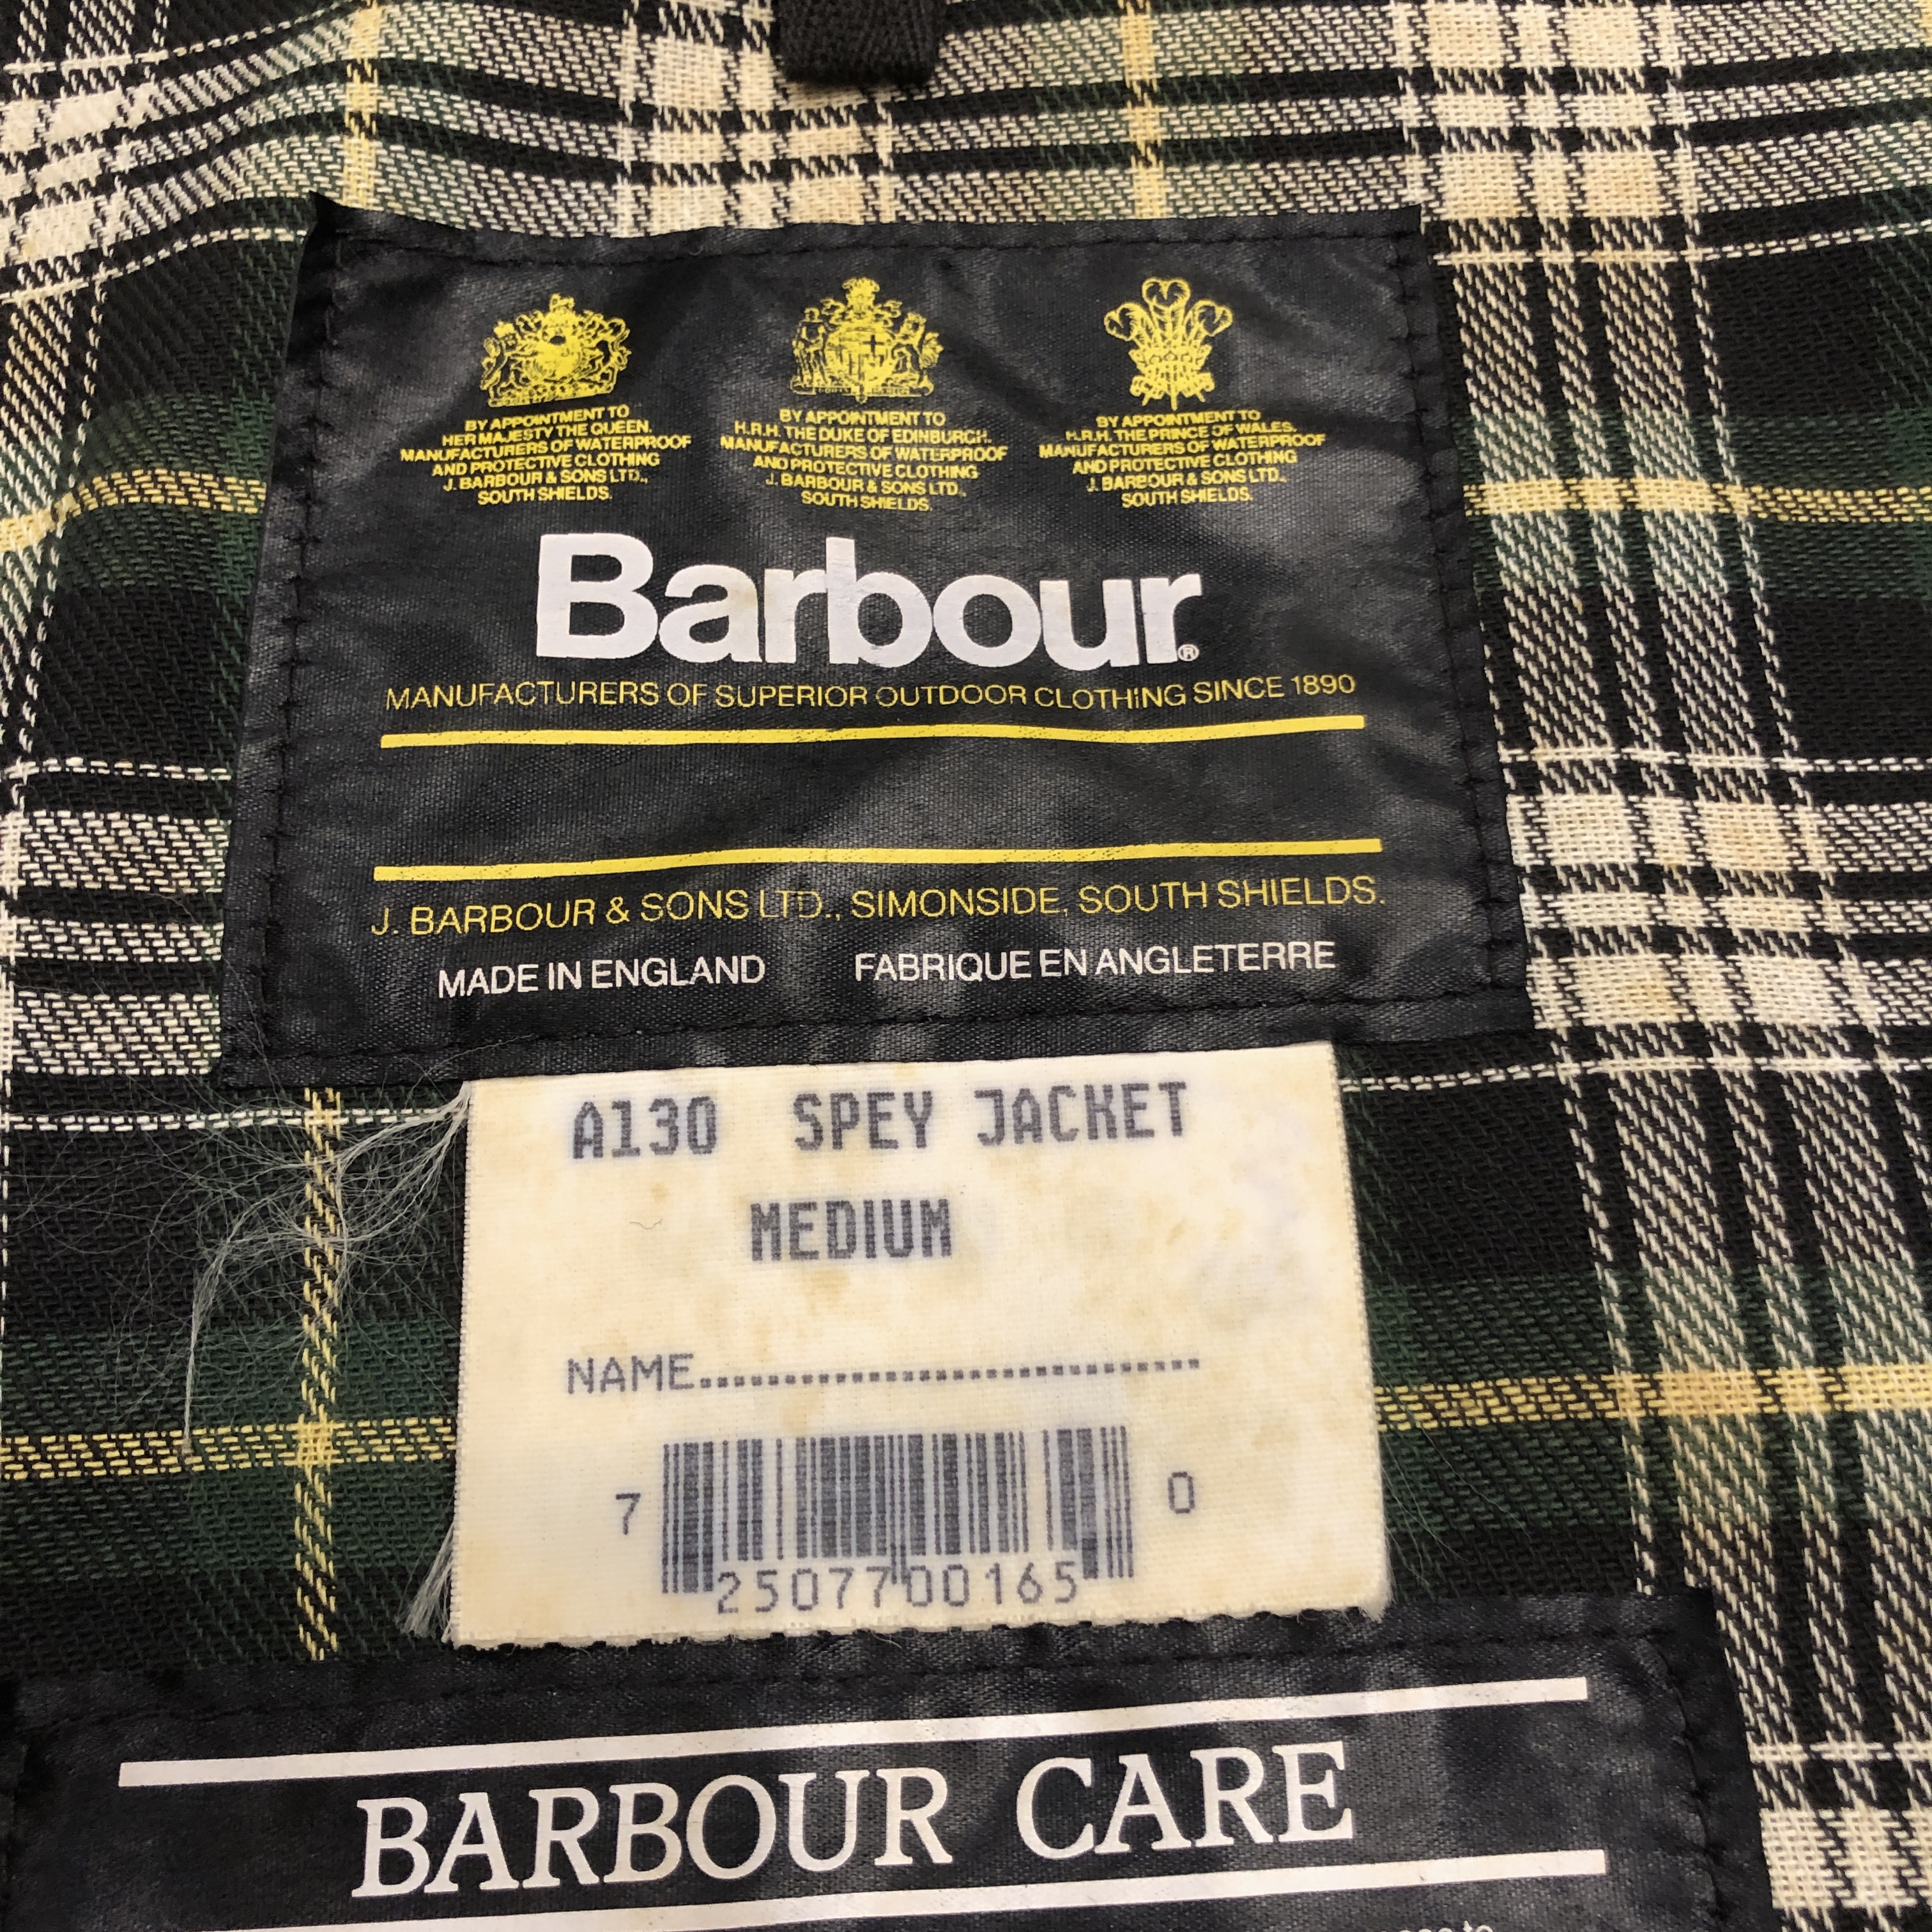 BY APPOINTMENT TO
HER MAJESTY THE QUEEN.
MANUFACTURERS OF WATERPROOF
AND PROTECTIVE CLOTHING
J. BARBOUR & SONS LTD.,
SOUTH SHIELDS.
BY APPOINTMENT TO
H.R.H. THE DUKE OF EDINBURGH.
MANUFACTURERS OF WATERPROOF
AND PROTECTIVE CLOTHING
J. BARBOUR & SONS LTD.,
SOUTH SHIELDS.
BY APPOINTMENT TO
H.R.H. THE PRINCE OF WALES.
MANUFACTURERS OF WATERPROOF
AND PROTECTIVE CLOTHING
J. BARBOUR & SONS LTD.,
SOUTH SHIELDS.
Barbour®
MANUFACTURERS OF SUPERIOR OUTDOOR CLOTHING SINCE 1890
J. BARBOUR & SONS LTD., SIMONSIDE, SOUTH SHIELDS.
MADE IN ENGLAND FABRIQUE EN ANGLETERRE
A130 SPEY JACKET
MEDIUM
NAME......................................
7 25077 00165 0
BARBOUR CARE